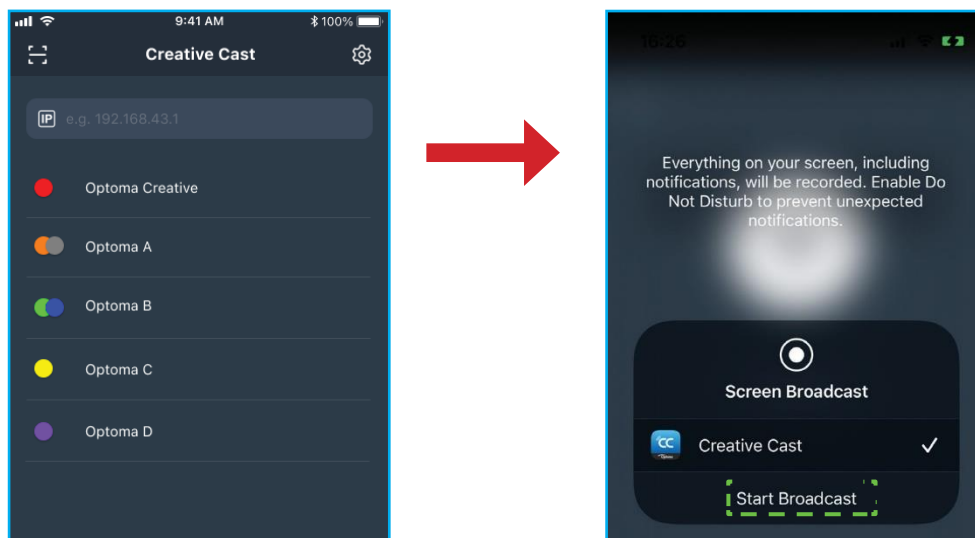 9:41 AM
100%
Creative Cast
IP e.g. 192.168.43.1
Optoma Creative
Optoma A
Optoma B
Optoma C
Optoma D
16:26
Everything on your screen, including
notifications, will be recorded. Enable Do
Not Disturb to prevent unexpected
notifications.
Screen Broadcast
CC
Creative Cast
Start Broadcast